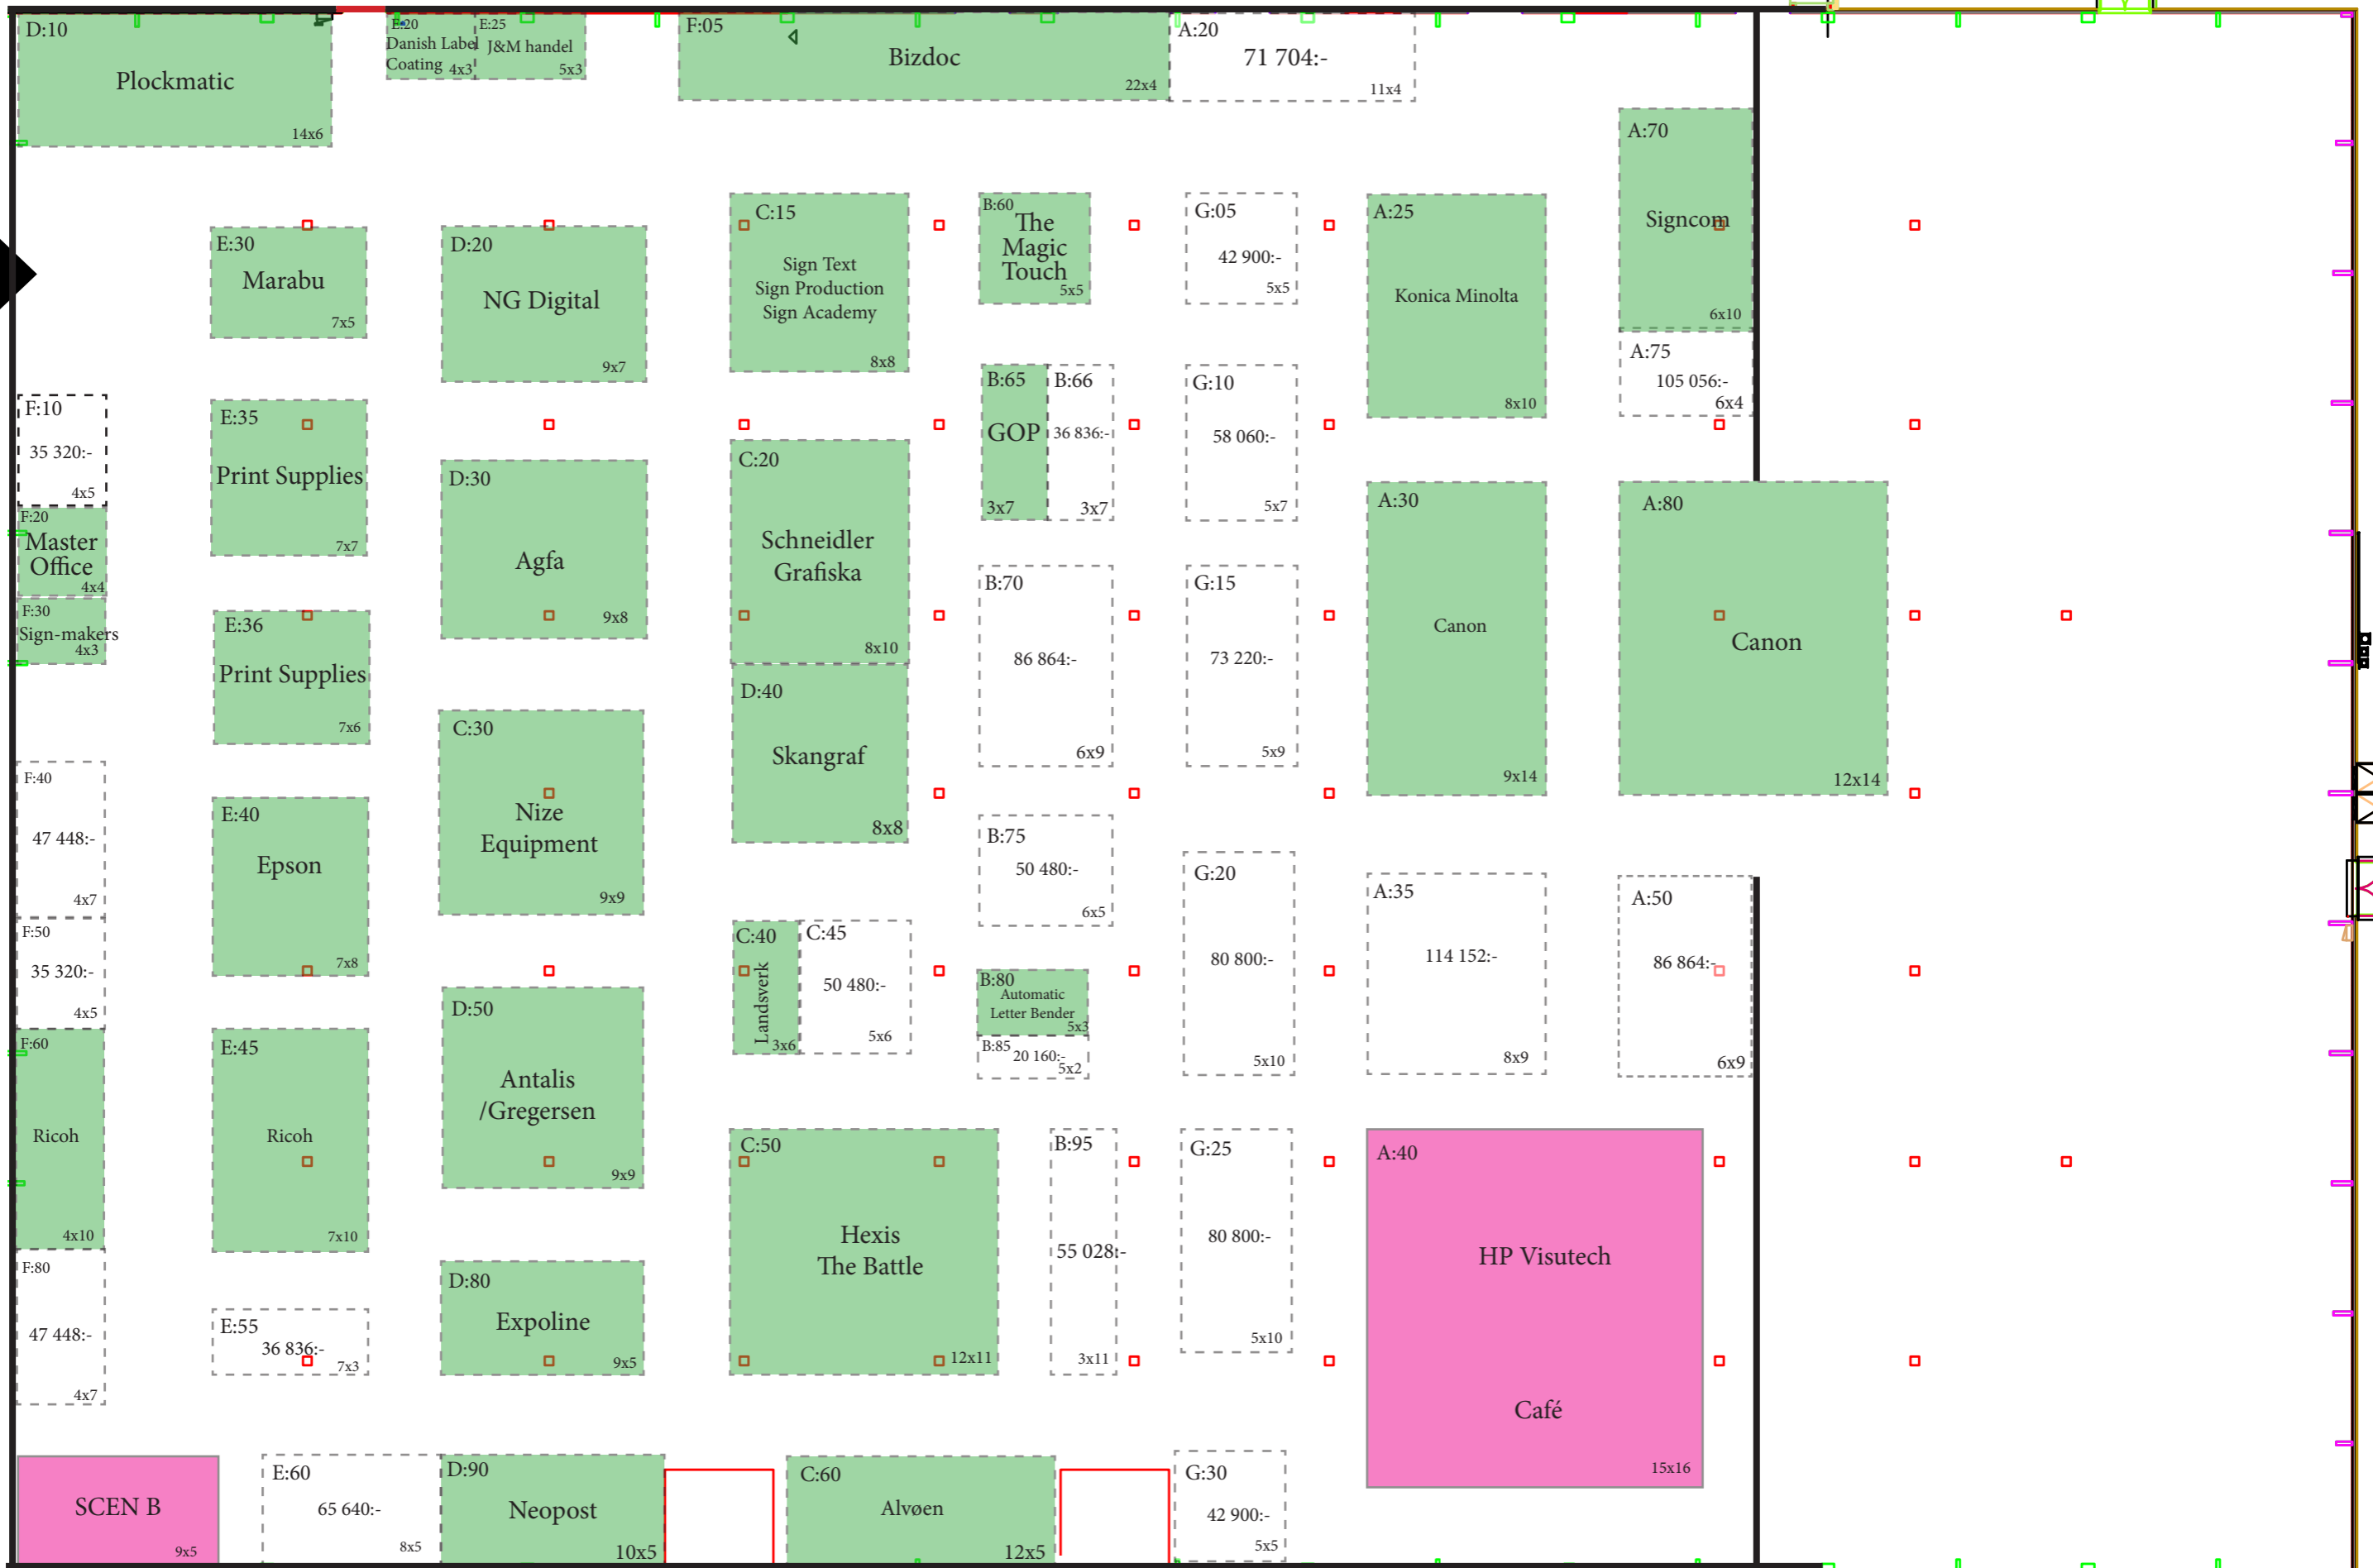 D:10
Plockmatic
14x6
E:20
Danish Label
Coating 4x3
E:25
J&M handel
5x3
F:05
Bizdoc
22x4
A:20
71 704:-
11x4
A:70
Signcom
6x10
A:75
105 056:-
6x4
E:30
Marabu
7x5
D:20
NG Digital
9x7
C:15
Sign Text
Sign Production
Sign Academy
8x8
B:60
The
Magic
Touch
5x5
G:05
42 900:-
5x5
A:25
Konica Minolta
8x10
F:10
35 320:-
4x5
F:20
Master
Office
4x4
F:30
Sign-makers
4x3
E:35
Print Supplies
7x7
D:30
Agfa
9x8
C:20
Schneidler
Grafiska
8x10
B:65
GOP
3x7
B:66
36 836:-
3x7
G:10
58 060:-
5x7
A:30
Canon
9x14
A:80
Canon
12x14
E:36
Print Supplies
7x6
C:30
Nize
Equipment
9x9
D:40
Skangraf
8x8
B:70
86 864:-
6x9
G:15
73 220:-
5x9
F:40
47 448:-
4x7
E:40
Epson
7x8
B:75
50 480:-
6x5
G:20
80 800:-
5x10
A:35
114 152:-
8x9
A:50
86 864:-
6x9
F:50
35 320:-
4x5
C:40
Landsverk
3x6
C:45
50 480:-
5x6
B:80
Automatic
Letter Bender
5x3
B:85
20 160:-
5x2
F:60
Ricoh
4x10
E:45
Ricoh
7x10
D:50
Antalis
/Gregersen
9x9
C:50
Hexis
The Battle
12x11
B:95
55 028:-
3x11
G:25
80 800:-
5x10
A:40
HP Visutech
Café
15x16
F:80
47 448:-
4x7
E:55
36 836:-
7x3
D:80
Expoline
9x5
SCEN B
9x5
E:60
65 640:-
8x5
D:90
Neopost
10x5
C:60
Alvøen
12x5
G:30
42 900:-
5x5